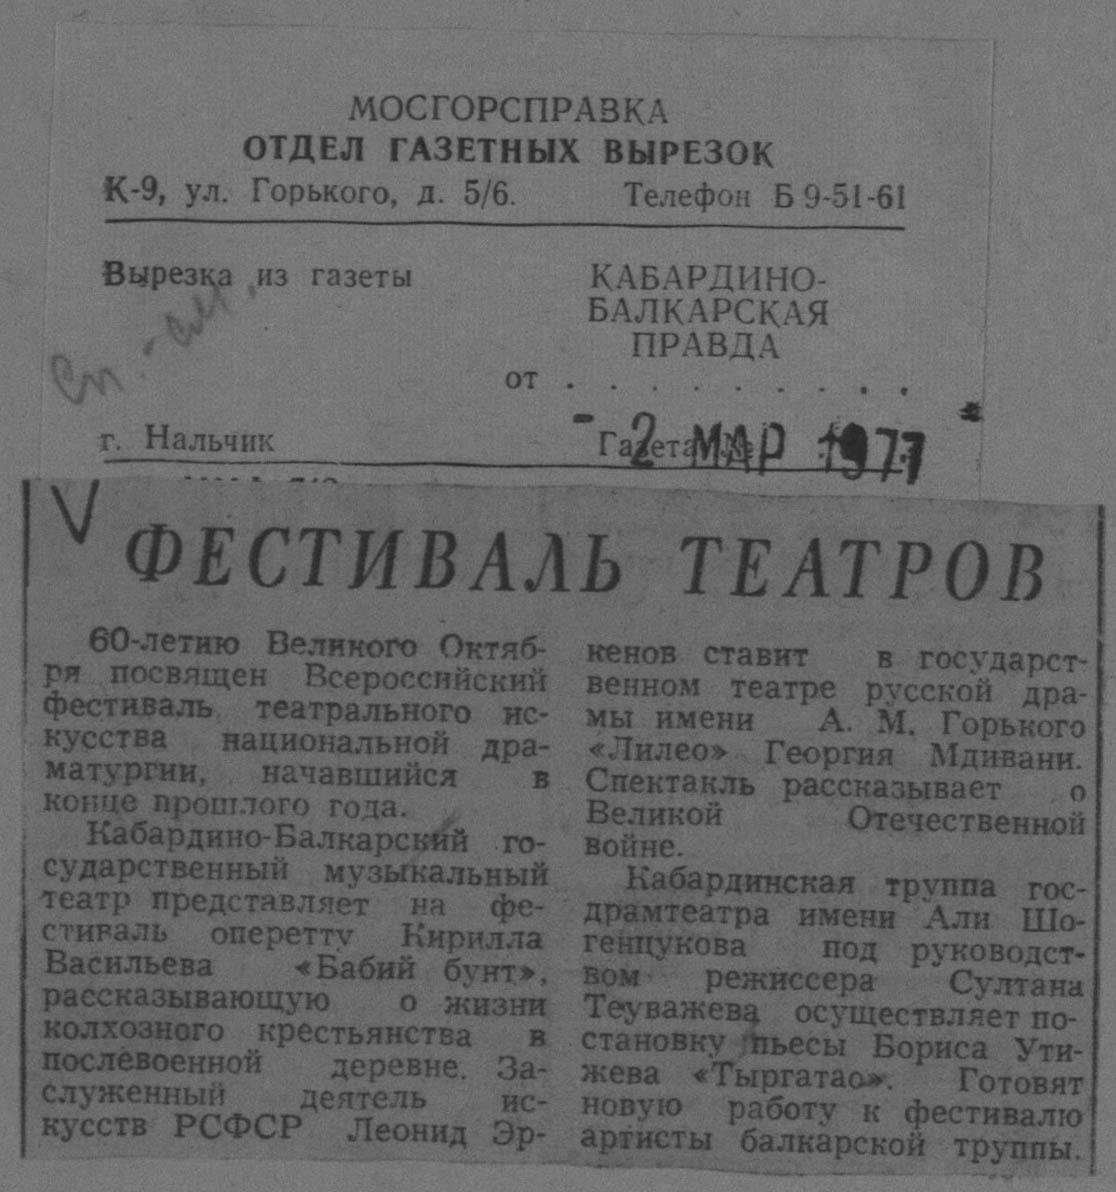 МОСГОРСПРАВКА
ОТДЕЛ ГАЗЕТНЫХ ВЫРЕЗОК
К-9, ул. Горького, д. 5/6. Телефон Б 9-51-61
Вырезка из газеты
КАБАРДИНО-
БАЛКАРСКАЯ
ПРАВДА
от . . . . . . . . .
г. Нальчик Газета №
- 2 МАР 1977
V
ФЕСТИВАЛЬ ТЕАТРОВ
60-летию Великого Октяб-
ря посвящен Всероссийский
фестиваль театрального ис-
кусства национальной дра-
матургии, начавшийся в
конце прошлого года.
Кабардино-Балкарский го-
сударственный музыкальный
театр представляет на фе-
стиваль оперетту Кирилла
Васильева «Бабий бунт»,
рассказывающую о жизни
колхозного крестьянства в
послевоенной деревне. За-
служенный деятель ис-
кусств РСФСР Леонид Эр-
кенов ставит в государст-
венном театре русской дра-
мы имени А. М. Горького
«Лилео» Георгия Мдивани.
Спектакль рассказывает о
Великой Отечественной
войне.
Кабардинская труппа гос-
драмтеатра имени Али Шо-
генцукова под руководст-
вом режиссера Султана
Теуважева осуществляет по-
становку пьесы Бориса Ути-
жева «Тыргатао». Готовят
новую работу к фестивалю
артисты балкарской труппы.